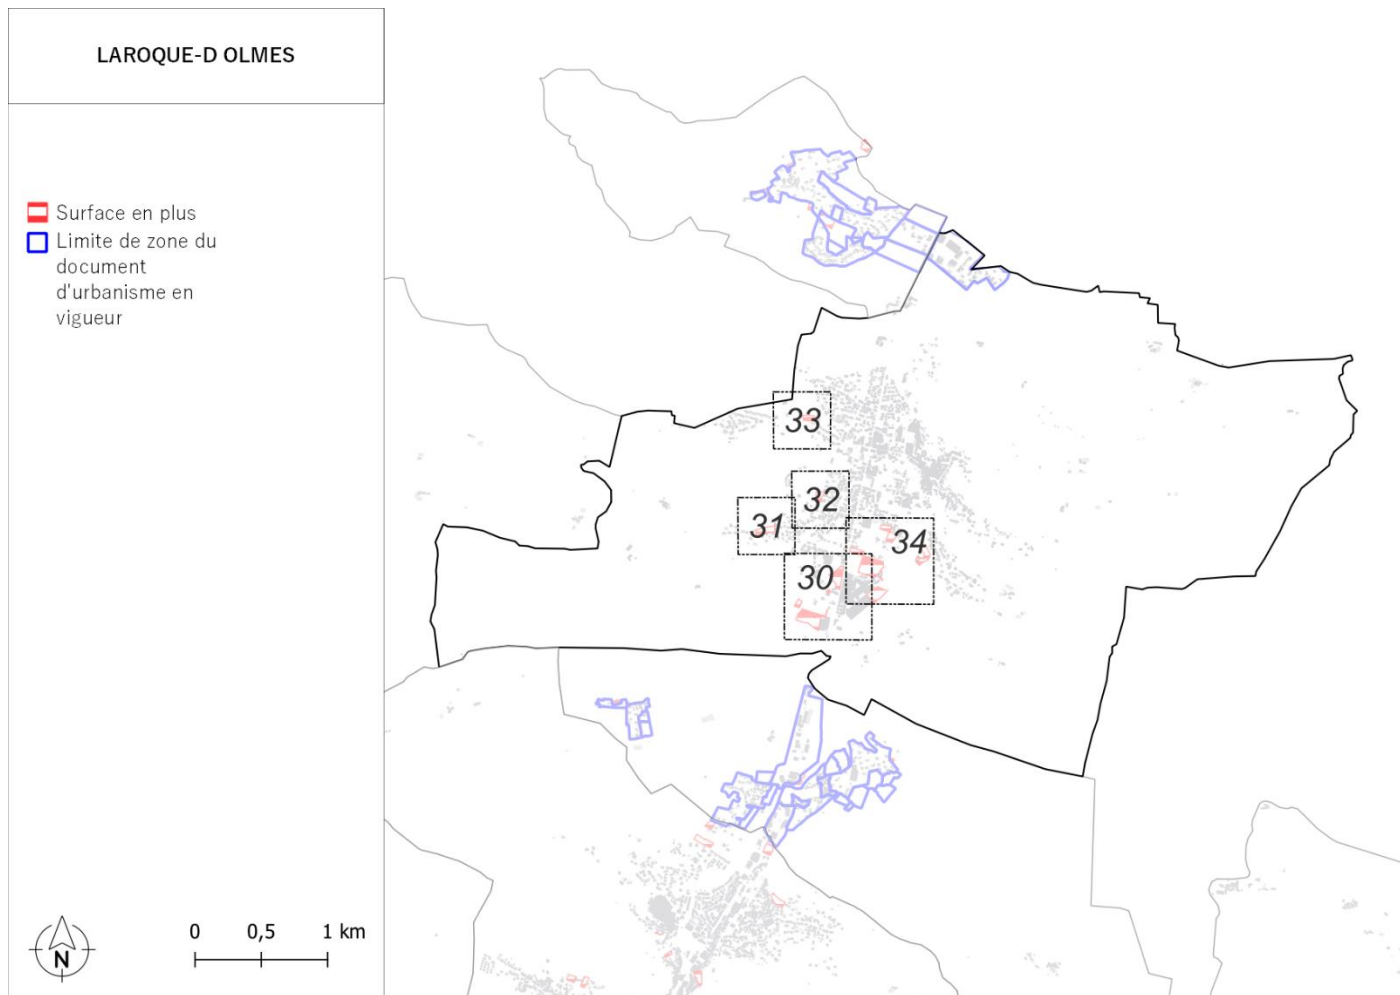 LAROQUE-D OLMES
Surface en plus
Limite de zone du
document
d'urbanisme en
vigueur
33
32
31
34
30
N
0 0,5 1 km